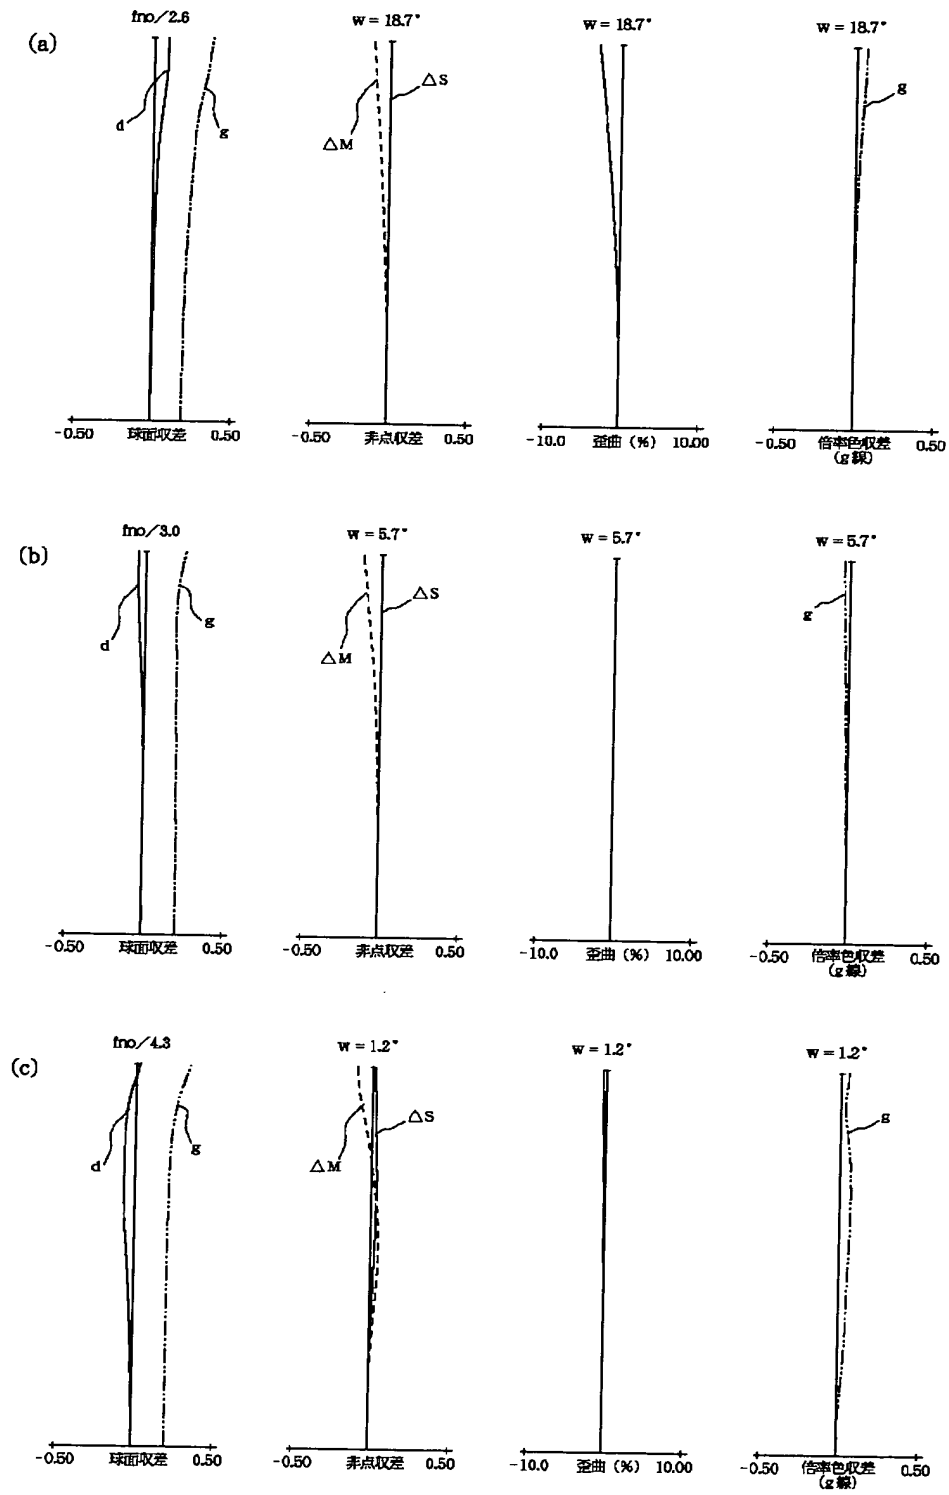 (a)
fno/2.6
w = 18.7°
w = 18.7°
w = 18.7°
d
g
△M
△S
g
-0.50 球面収差 0.50
-0.50 非点収差 0.50
-10.0 歪曲 (%) 10.00
-0.50 倍率色収差 0.50
(g線)
(b)
fno/3.0
w = 5.7°
w = 5.7°
w = 5.7°
d
g
△M
△S
g
-0.50 球面収差 0.50
-0.50 非点収差 0.50
-10.0 歪曲 (%) 10.00
-0.50 倍率色収差 0.50
(g線)
(c)
fno/4.3
w = 1.2°
w = 1.2°
w = 1.2°
d
g
△M
△S
g
-0.50 球面収差 0.50
-0.50 非点収差 0.50
-10.0 歪曲 (%) 10.00
-0.50 倍率色収差 0.50
(g線)